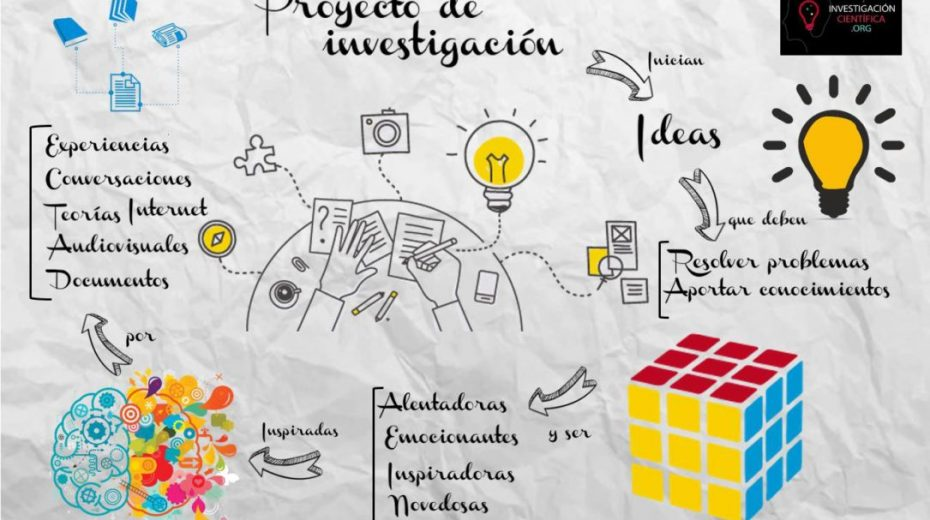 Proyecto de
investigación
INVESTIGACIÓN
CIENTÍFICA
.ORG
Inician
Ideas
que deben
Resolver problemas
Aportar conocimientos
y ser
Alentadoras
Emocionantes
Inspiradoras
Novedosas
Inspiradas
por
Experiencias
Conversaciones
Teorías Internet
Audiovisuales
Documentos
?